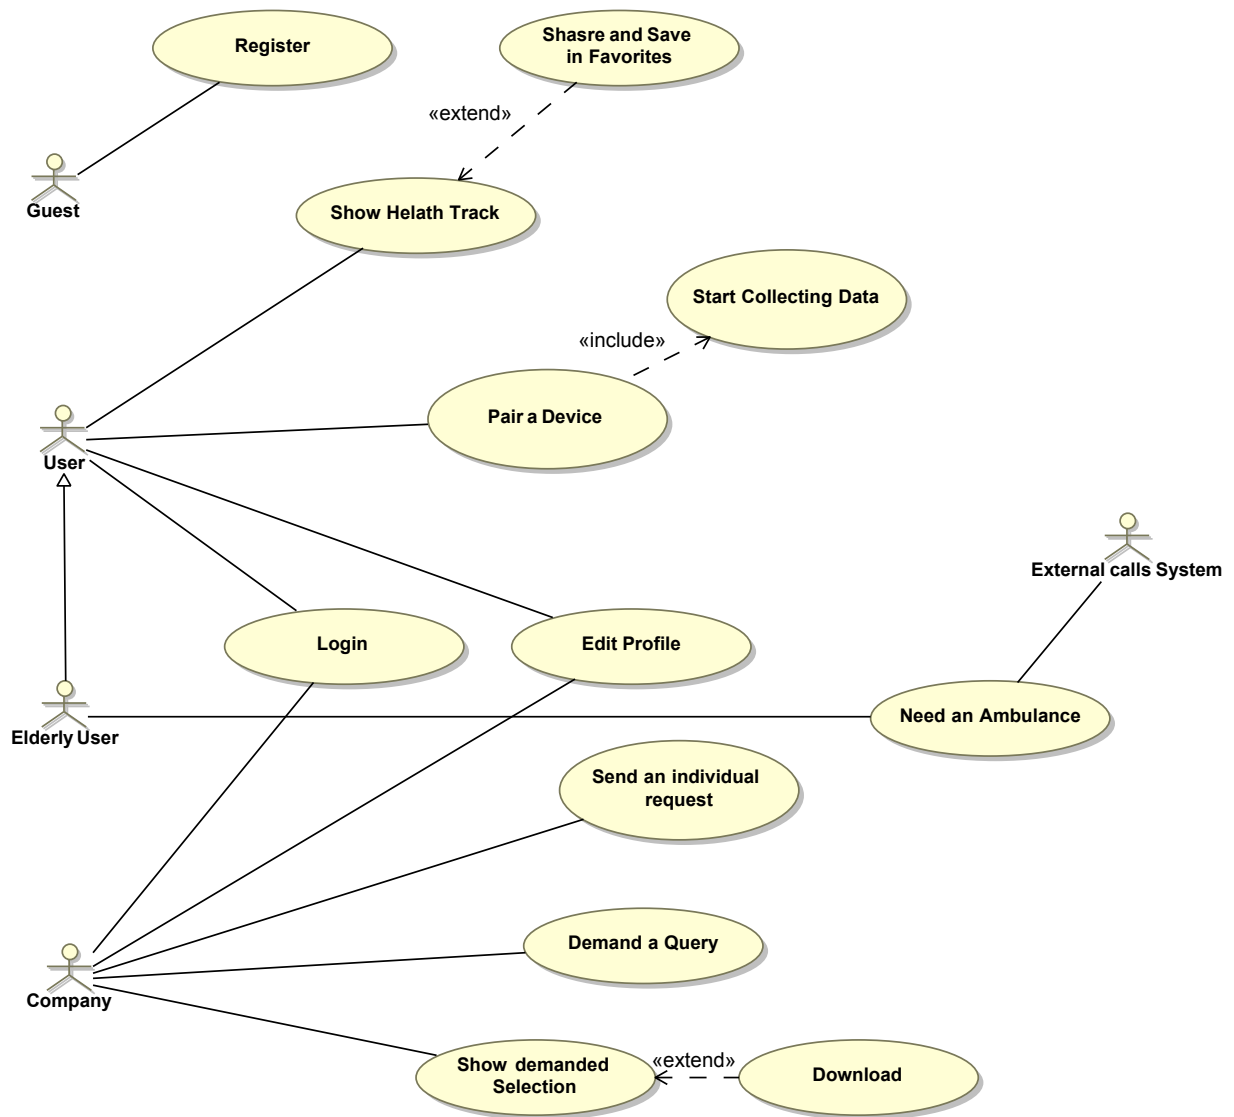 Register
Shasre and Save
in Favorites
«extend»
Guest
Show Helath Track
Start Collecting Data
«include»
Pair a Device
User
External calls System
Login
Edit Profile
Elderly User
Need an Ambulance
Send an individual
request
Demand a Query
Company
Show demanded
Selection
«extend»
Download